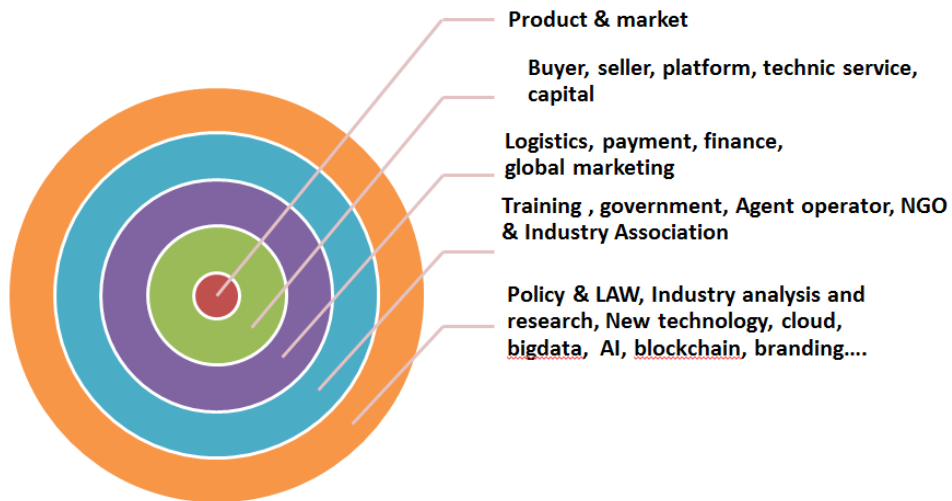 Product & market
Buyer, seller, platform, technic service,
capital
Logistics, payment, finance,
global marketing
Training , government, Agent operator, NGO
& Industry Association
Policy & LAW, Industry analysis and
research, New technology, cloud,
bigdata,  AI, blockchain, branding....